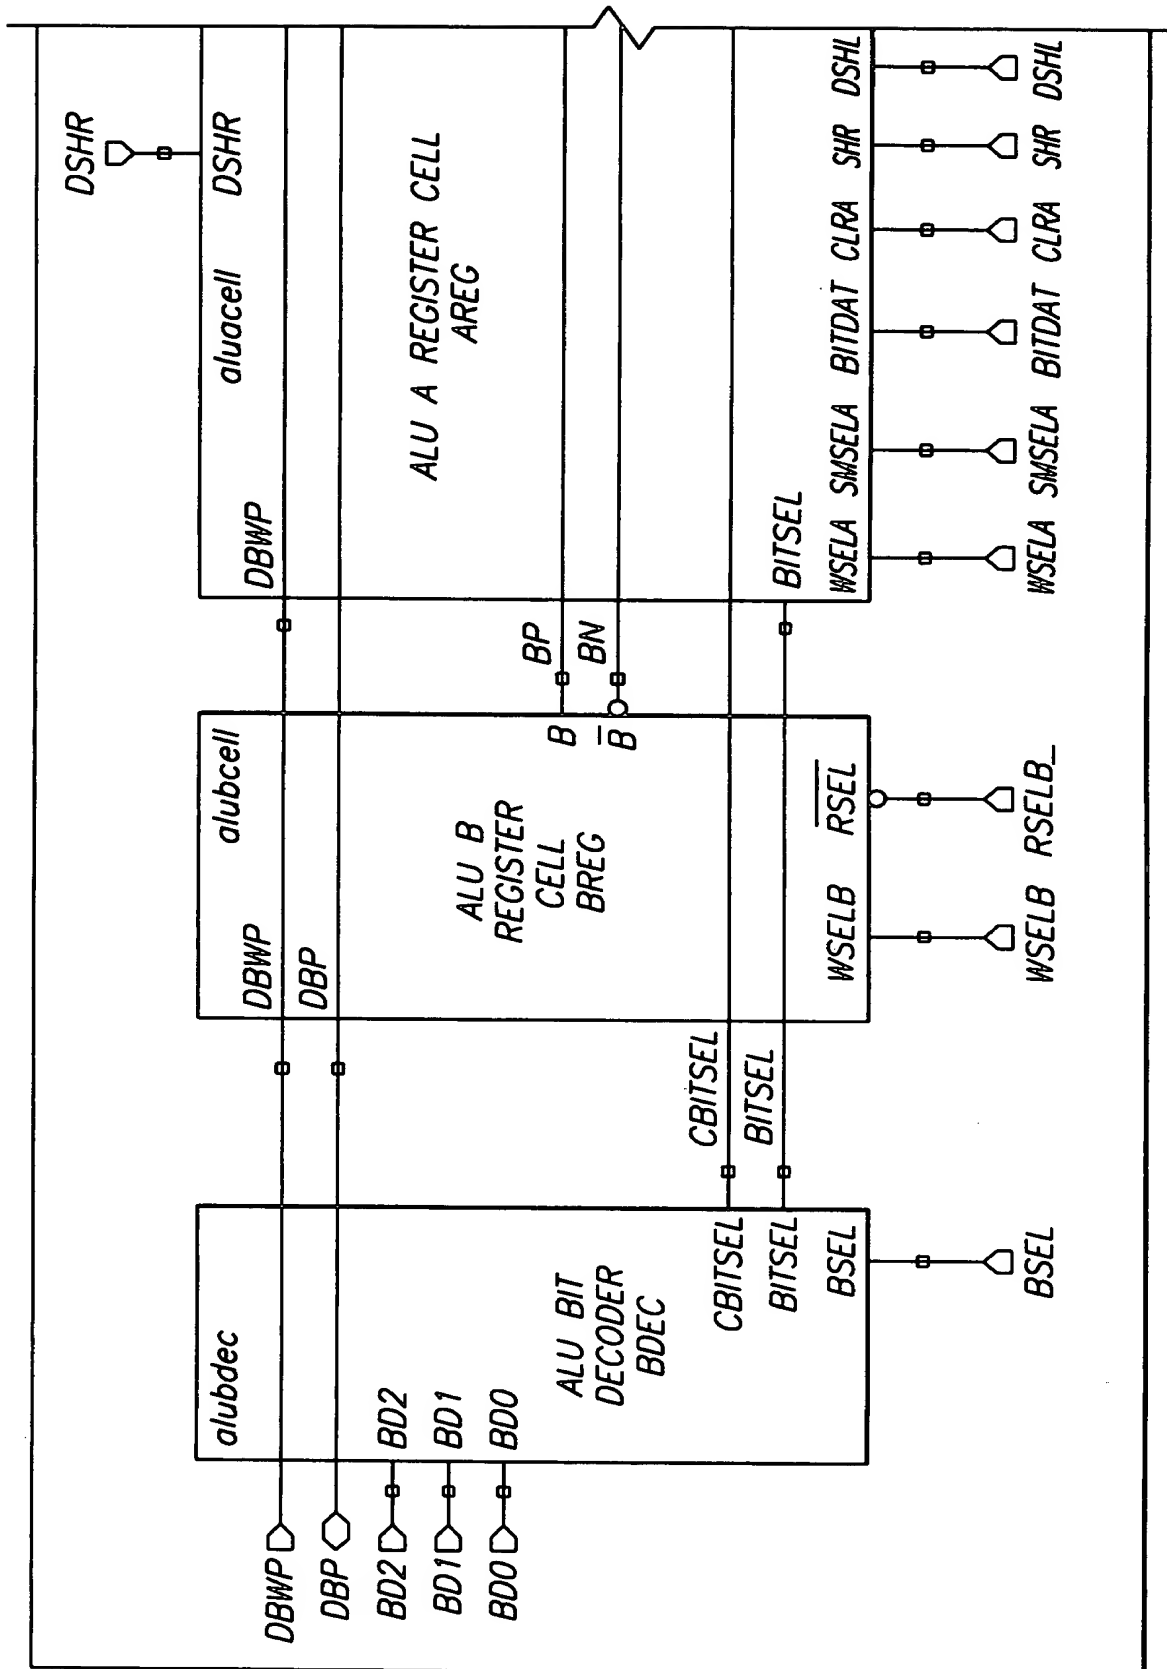 DSHR
alubdec
alubcell
aluacell
DSHR
DBWP
DBWP
DBWP
DBP
DBP
BD2
BD2
BD1
BD1
BD0
BD0
ALU BIT
DECODER
BDEC
ALU B
REGISTER
CELL
BREG
ALU A REGISTER CELL
AREG
B
BP
B̅
BN
CBITSEL
CBITSEL
BITSEL
BITSEL
BITSEL
BSEL
WSELB
R̅S̅E̅L̅
WSELA
SMSELA
BITDAT
CLRA
SHR
DSHL
BSEL
WSELB
RSELB_
WSELA
SMSELA
BITDAT
CLRA
SHR
DSHL